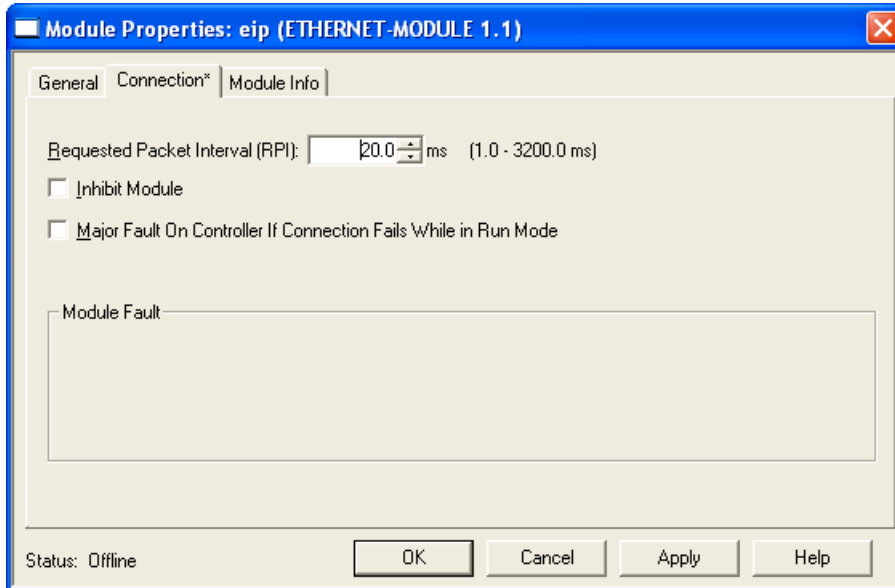 Module Properties: eip (ETHERNET-MODULE 1.1)
General Connection* Module Info
Requested Packet Interval (RPI): 20.0 ms (1.0 - 3200.0 ms)
Inhibit Module
Major Fault On Controller If Connection Fails While in Run Mode
Module Fault
Status: Offline OK Cancel Apply Help